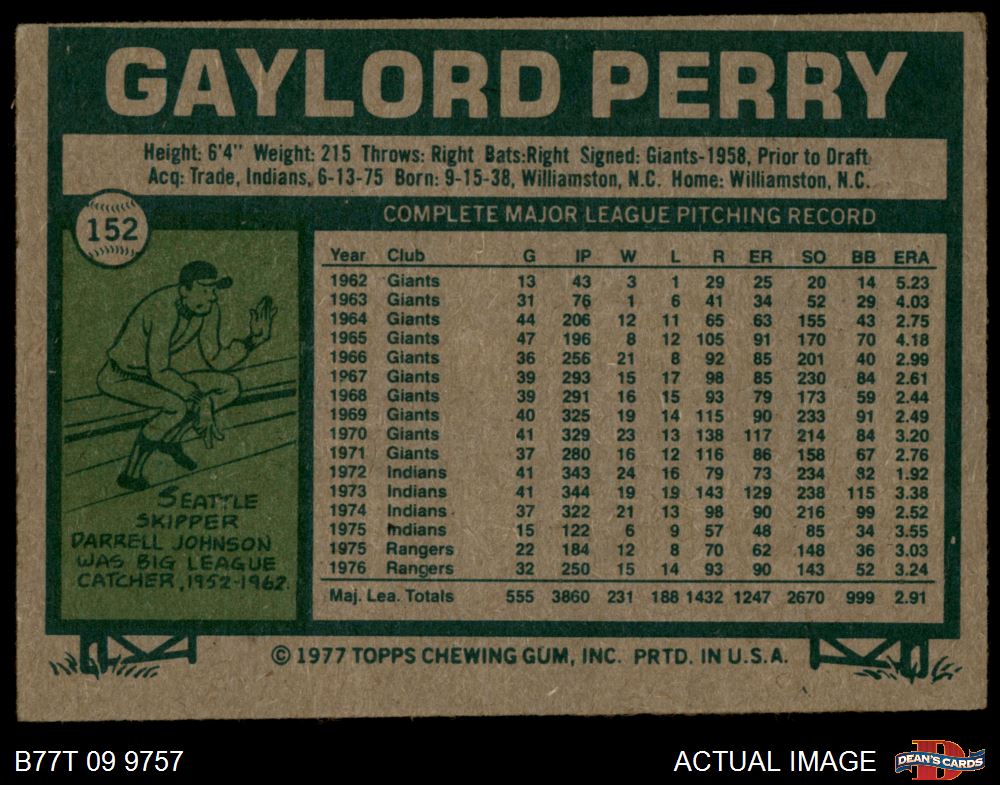 GAYLORD PERRY
Height: 6'4" Weight: 215 Throws: Right Bats:Right Signed: Giants-1958, Prior to Draft
Acq: Trade, Indians, 6-13-75 Born: 9-15-38, Williamston, N.C. Home: Williamston, N.C.
152
COMPLETE MAJOR LEAGUE PITCHING RECORD
Year Club G IP W L R ER SO BB ERA
1962 Giants 13 43 3 1 29 25 20 14 5.23
1963 Giants 31 76 1 6 41 34 52 29 4.03
1964 Giants 44 206 12 11 65 63 155 43 2.75
1965 Giants 47 196 8 12 105 91 170 70 4.18
1966 Giants 36 256 21 8 92 85 201 40 2.99
1967 Giants 39 293 15 17 98 85 230 84 2.61
1968 Giants 39 291 16 15 93 79 173 59 2.44
1969 Giants 40 325 19 14 115 90 233 91 2.49
1970 Giants 41 329 23 13 138 117 214 84 3.20
1971 Giants 37 280 16 12 116 86 158 67 2.76
1972 Indians 41 343 24 16 79 73 234 82 1.92
1973 Indians 41 344 19 19 143 129 238 115 3.38
1974 Indians 37 322 21 13 98 90 216 99 2.52
1975 Indians 15 122 6 9 57 48 85 34 3.55
1975 Rangers 22 184 12 8 70 62 148 36 3.03
1976 Rangers 32 250 15 14 93 90 143 52 3.24
Maj. Lea. Totals 555 3860 231 188 1432 1247 2670 999 2.91
SEATTLE
SKIPPER
DARRELL JOHNSON
WAS BIG LEAGUE
CATCHER, 1952-1962.
© 1977 TOPPS CHEWING GUM, INC. PRTD. IN U.S.A.
B77T 09 9757
ACTUAL IMAGE
D
DEAN'S CARDS